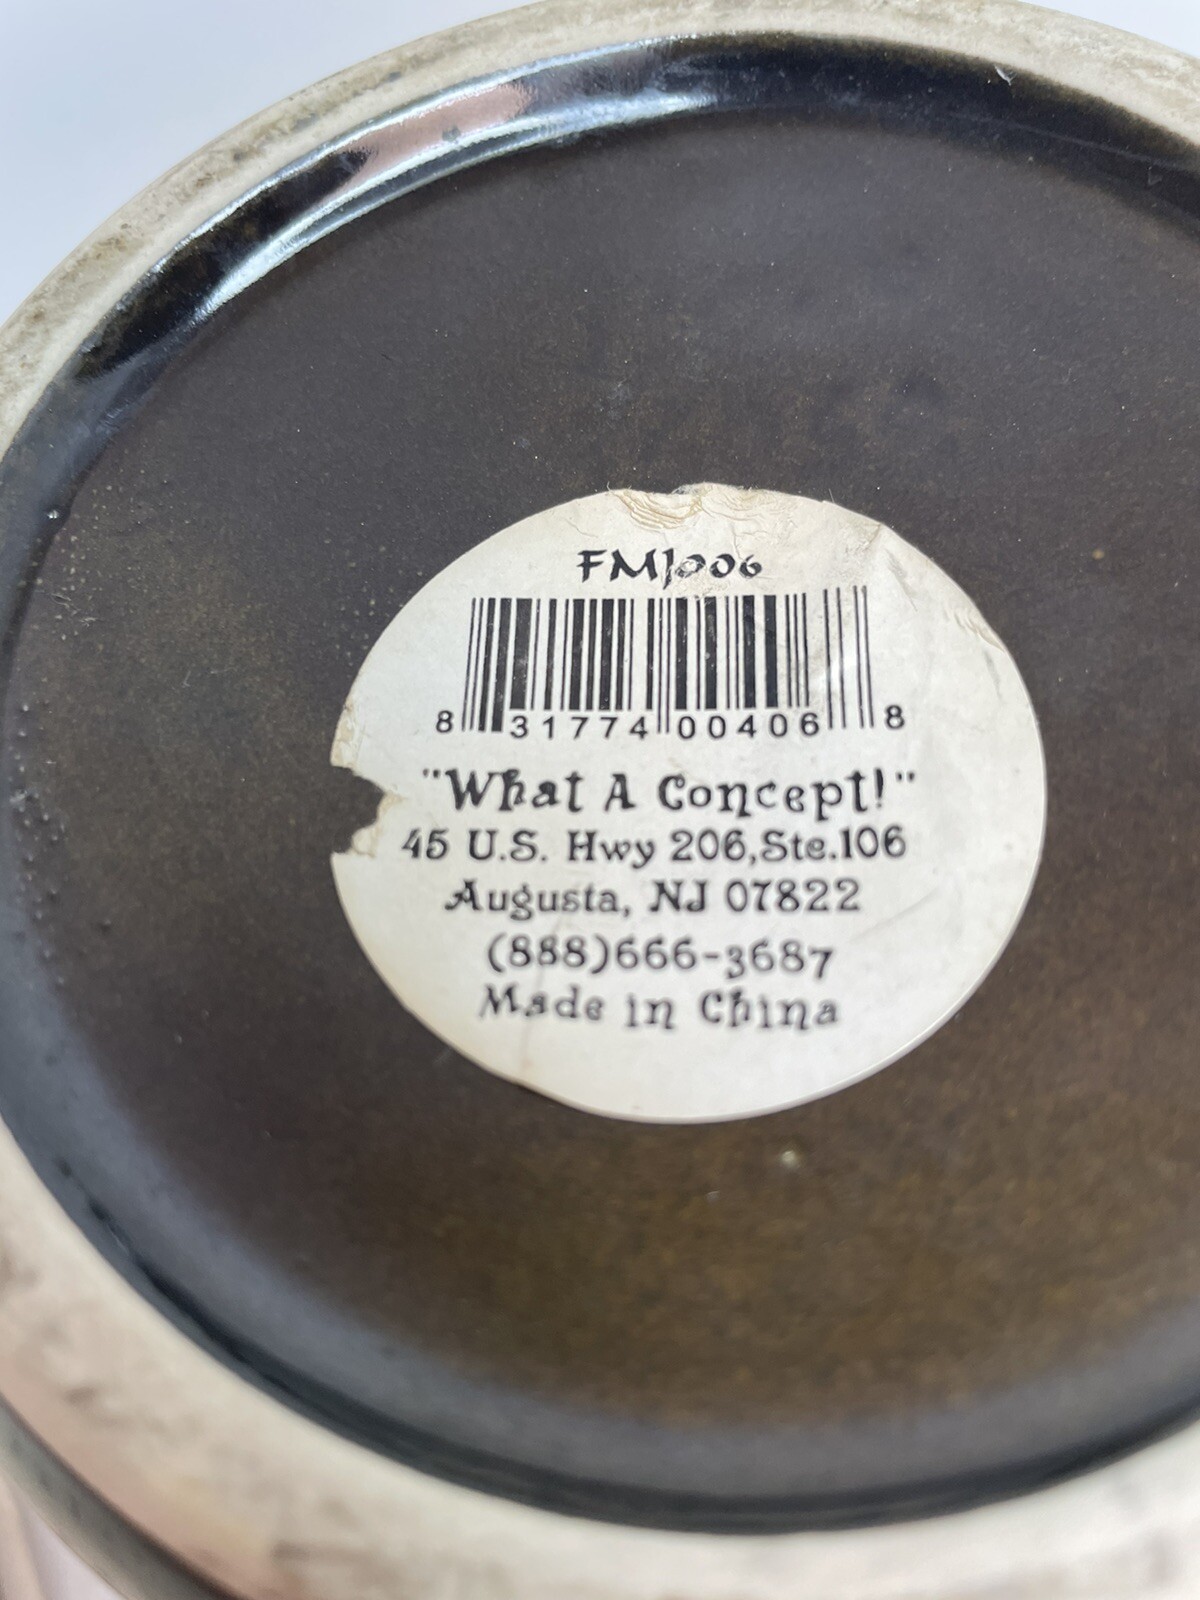 FMJ006
8 31774 00406 8
"What A Concept!"
45 U.S. Hwy 206,Ste.106
Augusta, NJ 07822
(888)666-3687
Made in China